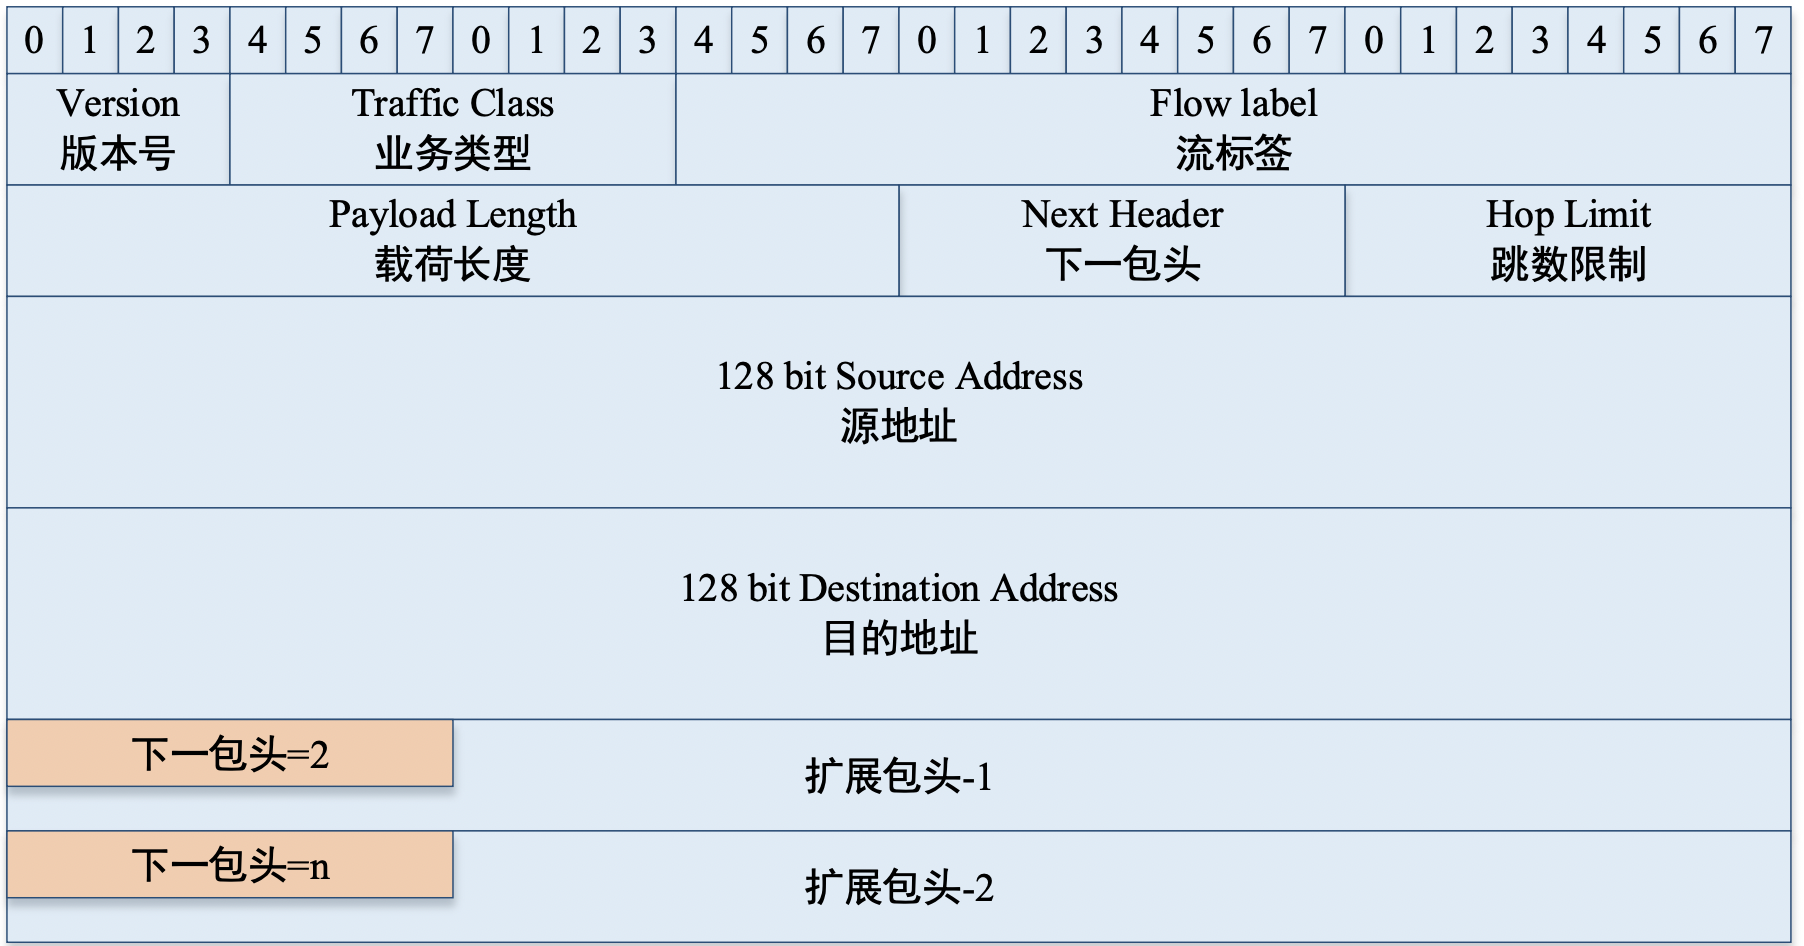 0 1 2 3 4 5 6 7 0 1 2 3 4 5 6 7 0 1 2 3 4 5 6 7 0 1 2 3 4 5 6 7
Version
版本号
Traffic Class
业务类型
Flow label
流标签
Payload Length
载荷长度
Next Header
下一包头
Hop Limit
跳数限制
128 bit Source Address
源地址
128 bit Destination Address
目的地址
下一包头=2
扩展包头-1
下一包头=n
扩展包头-2